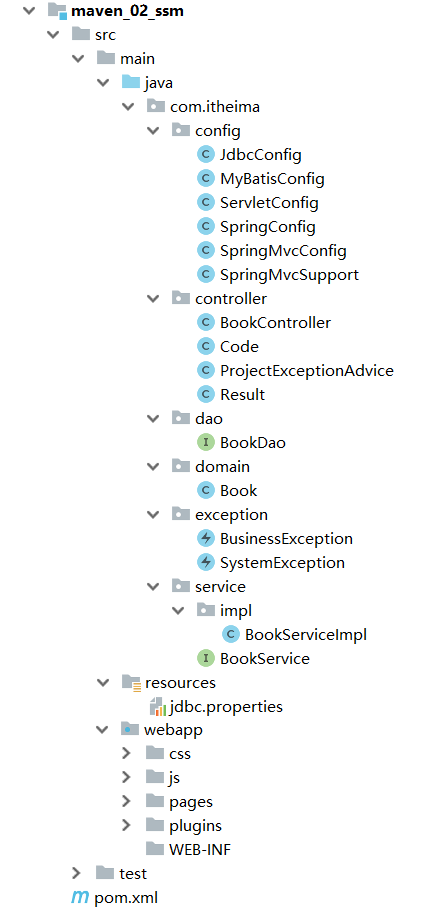 maven_02_ssm
src
main
java
com.itheima
config
C JdbcConfig
C MyBatisConfig
C ServletConfig
C SpringConfig
C SpringMvcConfig
C SpringMvcSupport
controller
C BookController
C Code
C ProjectExceptionAdvice
C Result
dao
I BookDao
domain
C Book
exception
BusinessException
SystemException
service
impl
C BookServiceImpl
I BookService
resources
jdbc.properties
webapp
css
js
pages
plugins
WEB-INF
test
m pom.xml